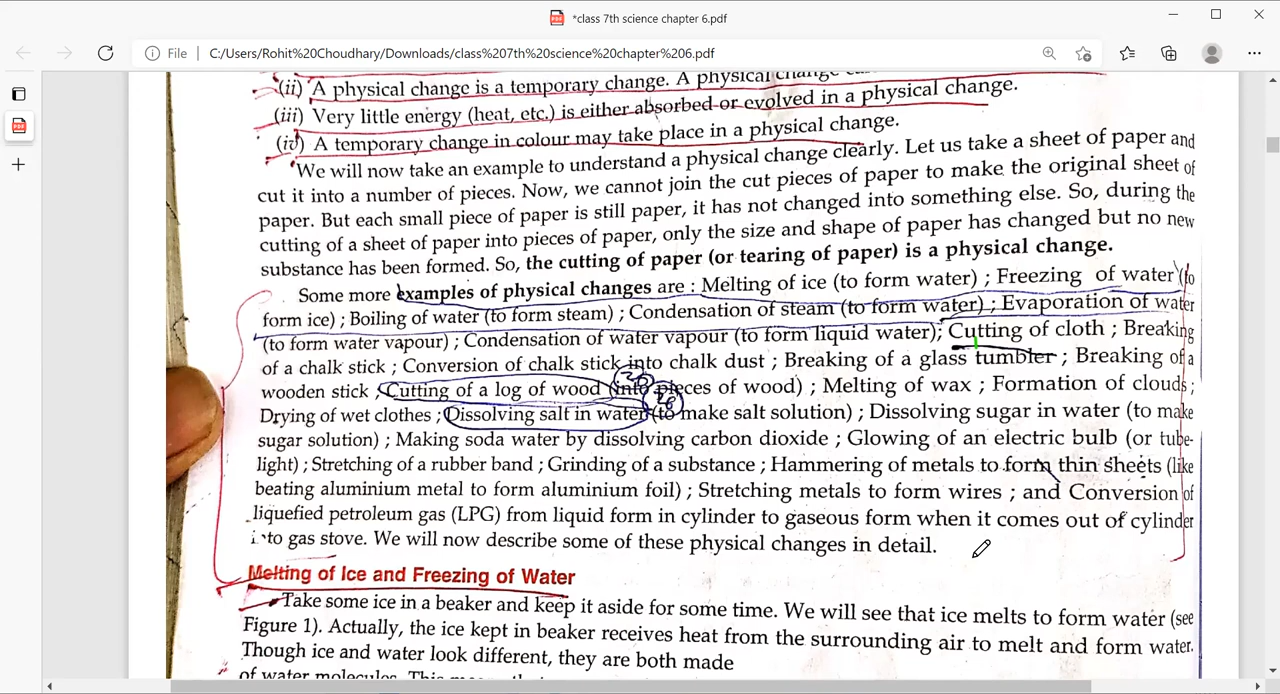 *class 7th science chapter 6.pdf
File
C:/Users/Rohit%20Choudhary/Downloads/class%207th%20science%20chapter%206.pdf
(ii) A physical change is a temporary change. A physical change
(iii) Very little energy (heat, etc.) is either absorbed or evolved in a physical change.
(iv) A temporary change in colour may take place in a physical change.
We will now take an example to understand a physical change clearly. Let us take a sheet of paper and
cut it into a number of pieces. Now, we cannot join the cut pieces of paper to make the original sheet of
paper. But each small piece of paper is still paper, it has not changed into something else. So, during the
cutting of a sheet of paper into pieces of paper, only the size and shape of paper has changed but no new
substance has been formed. So, the cutting of paper (or tearing of paper) is a physical change.
Some more examples of physical changes are : Melting of ice (to form water) ; Freezing of water (to
form ice) ; Boiling of water (to form steam) ; Condensation of steam (to form water) ; Evaporation of water
(to form water vapour) ; Condensation of water vapour (to form liquid water); Cutting of cloth ; Breaking
of a chalk stick ; Conversion of chalk stick into chalk dust ; Breaking of a glass tumbler ; Breaking of a
wooden stick ; Cutting of a log of wood (into pieces of wood) ; Melting of wax ; Formation of clouds ;
Drying of wet clothes ; Dissolving salt in water (to make salt solution) ; Dissolving sugar in water (to make
sugar solution) ; Making soda water by dissolving carbon dioxide ; Glowing of an electric bulb (or tube-
light) ; Stretching of a rubber band ; Grinding of a substance ; Hammering of metals to form thin sheets (like
beating aluminium metal to form aluminium foil) ; Stretching metals to form wires ; and Conversion of
liquefied petroleum gas (LPG) from liquid form in cylinder to gaseous form when it comes out of cylinder
into gas stove. We will now describe some of these physical changes in detail.
Melting of Ice and Freezing of Water
Take some ice in a beaker and keep it aside for some time. We will see that ice melts to form water (see
Figure 1). Actually, the ice kept in beaker receives heat from the surrounding air to melt and form water.
Though ice and water look different, they are both made
of water molecules. This